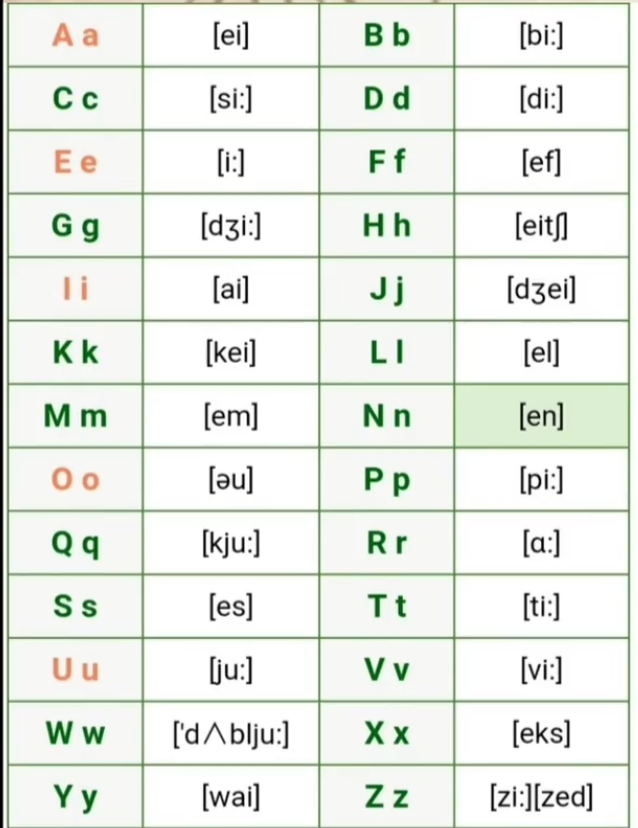 A a [ei] B b [bi:]
C c [si:] D d [di:]
E e [i:] F f [ef]
G g [dʒi:] H h [eitʃ]
I i [ai] J j [dʒei]
K k [kei] L l [el]
M m [em] N n [en]
O o [əu] P p [pi:]
Q q [kju:] R r [ɑ:]
S s [es] T t [ti:]
U u [ju:] V v [vi:]
W w ['d∧blju:] X x [eks]
Y y [wai] Z z [zi:][zed]